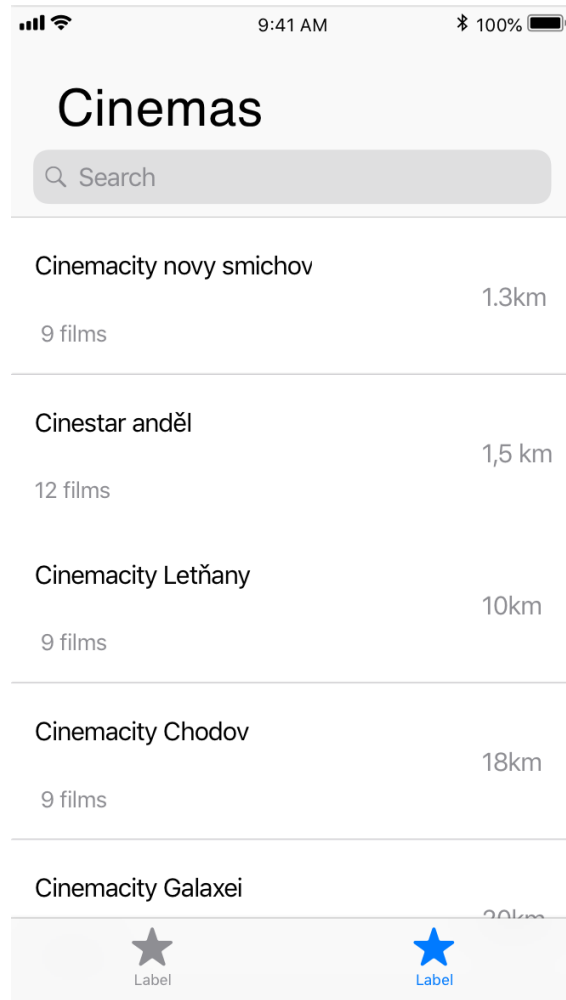 9:41 AM
100%
Cinemas
Search
Cinemacity novy smichov
1.3km
9 films
Cinestar anděl
1,5 km
12 films
Cinemacity Letňany
10km
9 films
Cinemacity Chodov
18km
9 films
Cinemacity Galaxei
20km
Label
Label